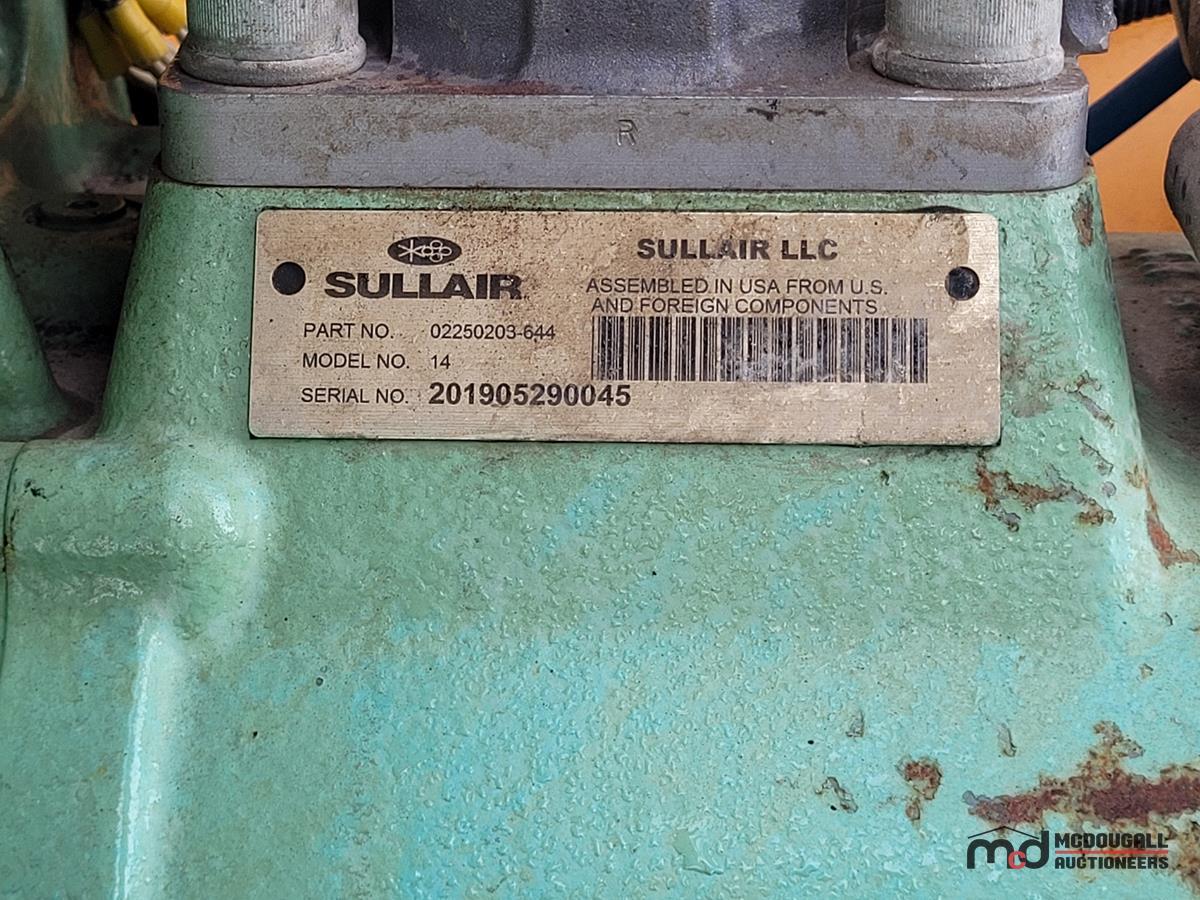 R
SULLAIR
SULLAIR LLC
ASSEMBLED IN USA FROM U.S.
AND FOREIGN COMPONENTS
PART NO. 02250203-644
MODEL NO. 14
SERIAL NO. 201905290045
mcd MCDOUGALL
AUCTIONEERS